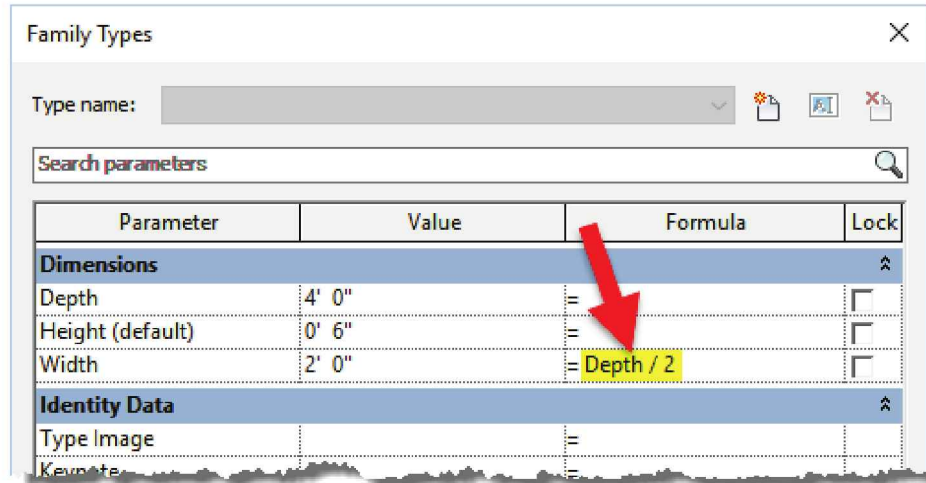 Family Types
Type name:
Search parameters
Parameter Value Formula Lock
Dimensions
Depth 4' 0" =
Height (default) 0' 6" =
Width 2' 0" = Depth / 2
Identity Data
Type Image =
Keynote =